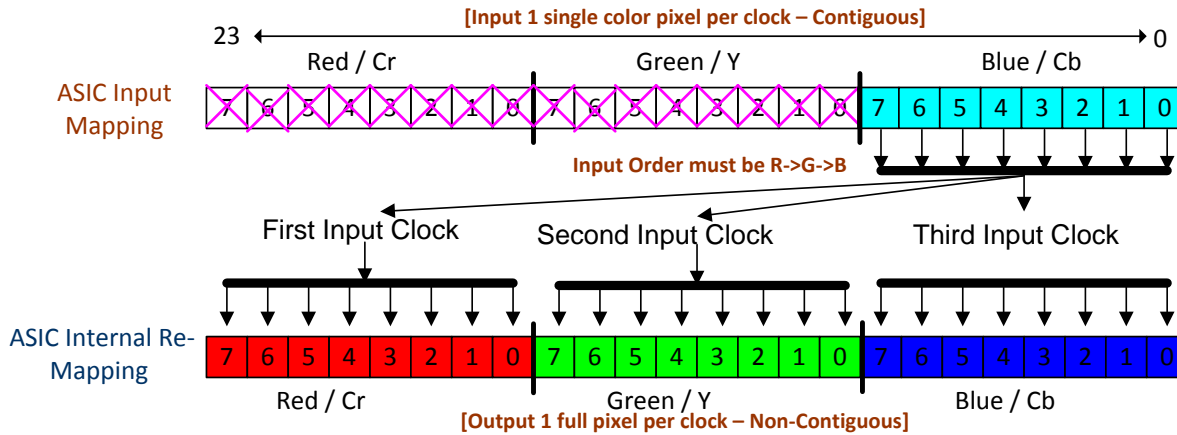 [Input 1 single color pixel per clock – Contiguous]
23 0
Red / Cr Green / Y Blue / Cb
ASIC Input
Mapping
7 6 5 4 3 2 1 0 7 6 5 4 3 2 1 0 7 6 5 4 3 2 1 0
Input Order must be R->G->B
First Input Clock Second Input Clock Third Input Clock
ASIC Internal Re-
Mapping
7 6 5 4 3 2 1 0 7 6 5 4 3 2 1 0 7 6 5 4 3 2 1 0
Red / Cr Green / Y Blue / Cb
[Output 1 full pixel per clock – Non-Contiguous]